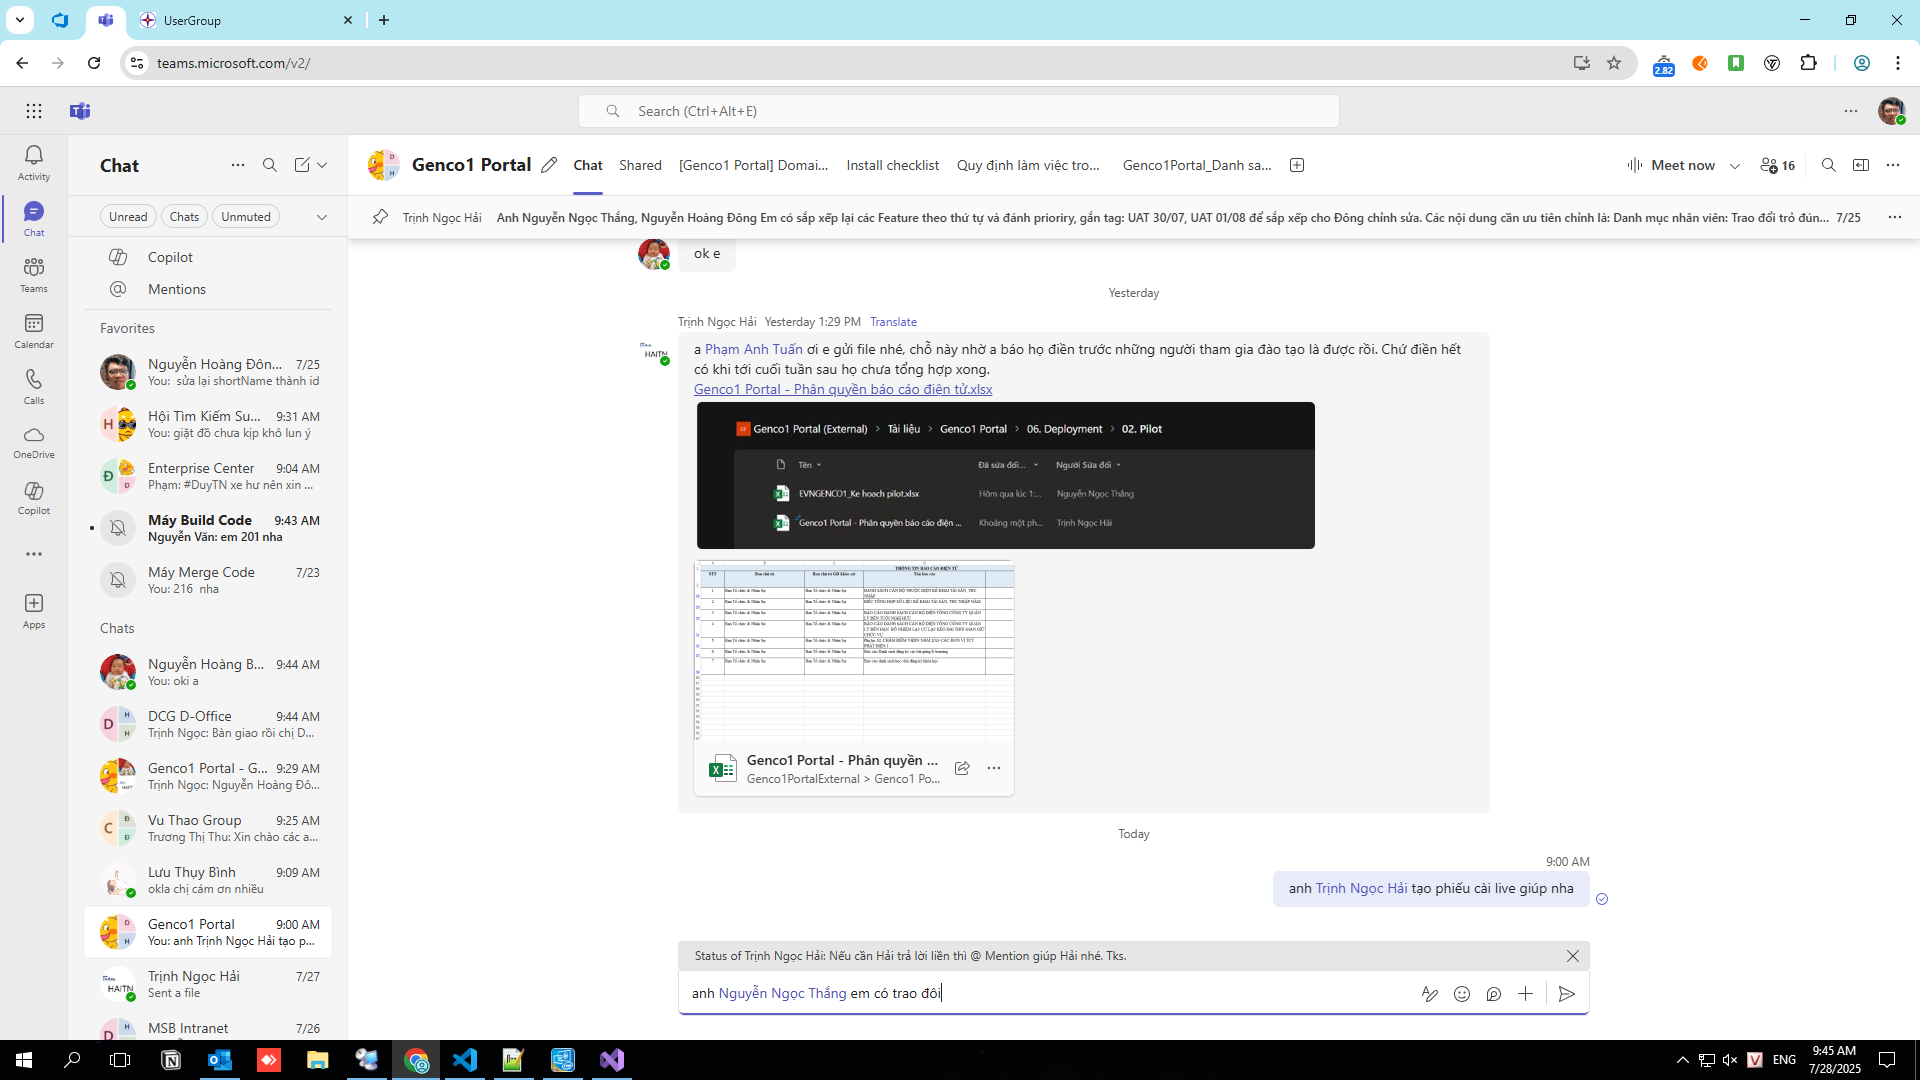 UserGroup
teams.microsoft.com/v2/
2.82
Search (Ctrl+Alt+E)
Activity
Chat
Teams
Calendar
Calls
OneDrive
Copilot
Apps
Chat
Unread
Chats
Unmuted
Copilot
Mentions
Favorites
Nguyễn Hoàng Đôn... 7/25
You: sửa lại shortName thành id
Hội Tìm Kiếm Su... 9:31 AM
You: giặt đồ chưa kịp khô lun ý
Enterprise Center 9:04 AM
Phạm: #DuyTN xe hư nên xin ...
Máy Build Code 9:43 AM
Nguyễn Văn: em 201 nha
Máy Merge Code 7/23
You: 216 nha
Chats
Nguyễn Hoàng B... 9:44 AM
You: oki a
DCG D-Office 9:44 AM
Trịnh Ngọc: Bàn giao rồi chị D...
Genco1 Portal - G... 9:29 AM
Trịnh Ngọc: Nguyễn Hoàng Đô...
Vu Thao Group 9:25 AM
Trương Thị Thu: Xin chào các a...
Lưu Thụy Bình 9:09 AM
okla chị cám ơn nhiều
Genco1 Portal 9:00 AM
You: anh Trịnh Ngọc Hải tạo p...
Trịnh Ngọc Hải 7/27
Sent a file
MSB Intranet 7/26
Genco1 Portal
Chat
Shared
[Genco1 Portal] Domai...
Install checklist
Quy định làm việc tro...
Genco1Portal_Danh sa...
Meet now
16
Trịnh Ngọc Hải Anh Nguyễn Ngọc Thắng, Nguyễn Hoàng Đông Em có sắp xếp lại các Feature theo thứ tự và đánh prioriry, gắn tag: UAT 30/07, UAT 01/08 để sắp xếp cho Đông chỉnh sửa. Các nội dung cần ưu tiên chỉnh là: Danh mục nhân viên: Trao đổi trỏ đún... 7/25
ok e
Yesterday
Trịnh Ngọc Hải Yesterday 1:29 PM Translate
a Phạm Anh Tuấn ơi e gửi file nhé, chỗ này nhờ a báo họ điền trước những người tham gia đào tạo là được rồi. Chứ điền hết
có khi tới cuối tuần sau họ chưa tổng hợp xong.
Genco1 Portal - Phân quyền báo cáo điện tử.xlsx
Genco1 Portal (External) > Tài liệu > Genco1 Portal > 06. Deployment > 02. Pilot
Tên Đã sửa đổi... Người Sửa đổi
EVNGENCO1_Ke hoach pilot.xlsx Hôm qua lúc 1:... Nguyễn Ngọc Thắng
Genco1 Portal - Phân quyền báo cáo điện ... Khoảng một ph... Trịnh Ngọc Hải
THÔNG TIN BÁO CÁO ĐIỆN TỬ
STT
Genco1 Portal - Phân quyền ...
Genco1PortalExternal > Genco1 Po...
Today
9:00 AM
anh Trịnh Ngọc Hải tạo phiếu cài live giúp nha
Status of Trịnh Ngọc Hải: Nếu cần Hải trả lời liền thì @ Mention giúp Hải nhé. Tks.
anh Nguyễn Ngọc Thắng em có trao đôi
ENG
9:45 AM
7/28/2025